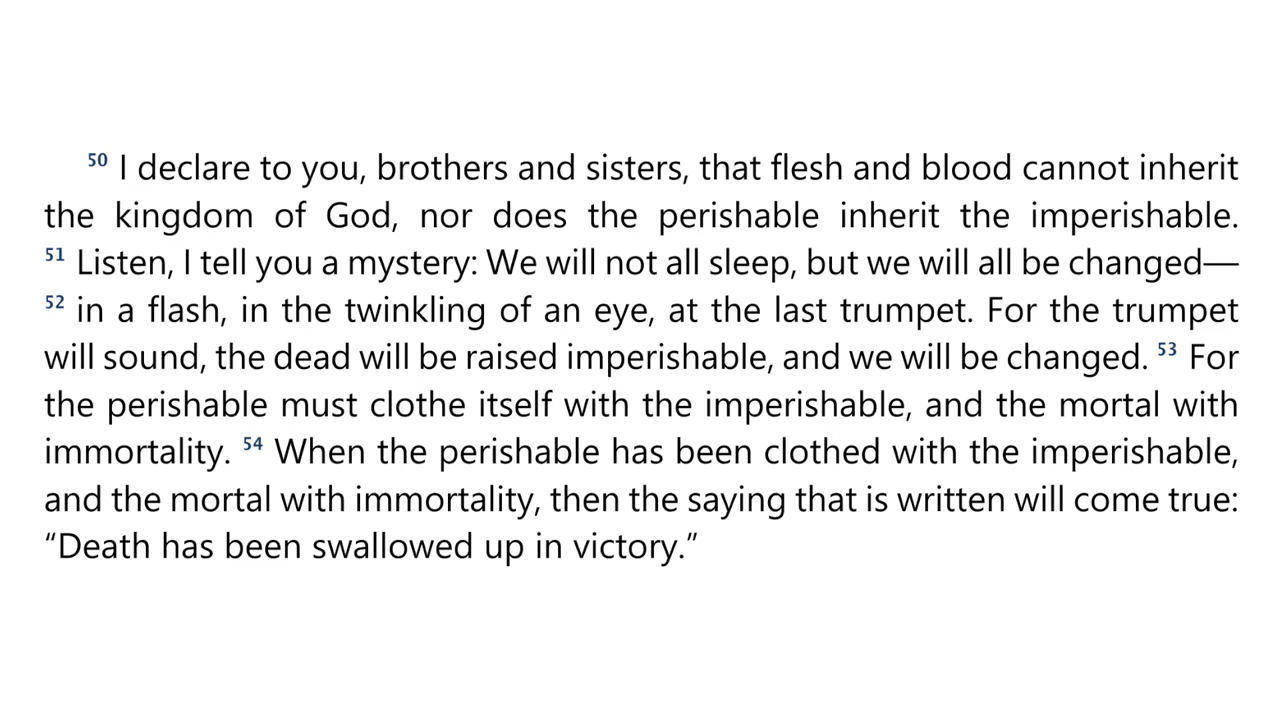 50 I declare to you, brothers and sisters, that flesh and blood cannot inherit
the kingdom of God, nor does the perishable inherit the imperishable.
51 Listen, I tell you a mystery: We will not all sleep, but we will all be changed—
52 in a flash, in the twinkling of an eye, at the last trumpet. For the trumpet
will sound, the dead will be raised imperishable, and we will be changed. 53 For
the perishable must clothe itself with the imperishable, and the mortal with
immortality. 54 When the perishable has been clothed with the imperishable,
and the mortal with immortality, then the saying that is written will come true:
“Death has been swallowed up in victory.”